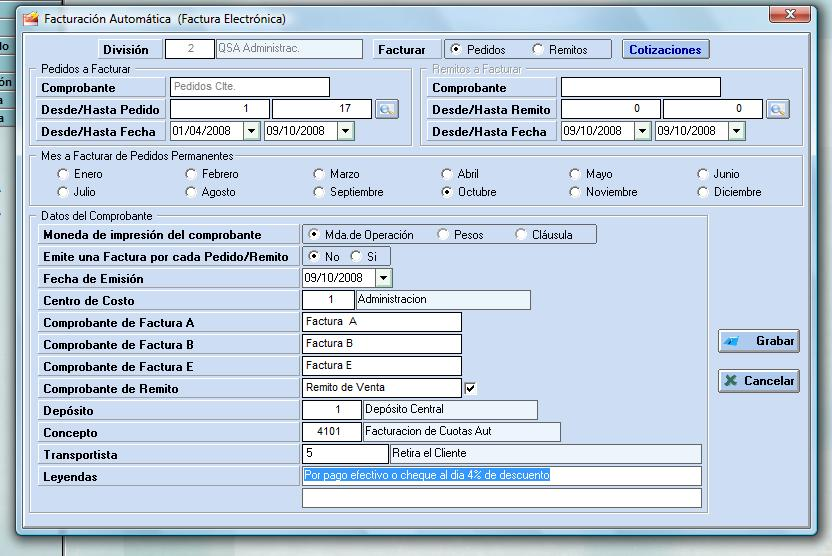 Facturación Automática (Factura Electrónica)
División 2 QSA Administrac. Facturar Pedidos Remitos Cotizaciones
Pedidos a Facturar
Comprobante Pedidos Clte.
Desde/Hasta Pedido 1 17
Desde/Hasta Fecha 01/04/2008 09/10/2008
Remitos a Facturar
Comprobante
Desde/Hasta Remito 0 0
Desde/Hasta Fecha 09/10/2008 09/10/2008
Mes a Facturar de Pedidos Permanentes
Enero Febrero Marzo Abril Mayo Junio
Julio Agosto Septiembre Octubre Noviembre Diciembre
Datos del Comprobante
Moneda de impresión del comprobante Mda.de Operación Pesos Cláusula
Emite una Factura por cada Pedido/Remito No Si
Fecha de Emisión 09/10/2008
Centro de Costo 1 Administracion
Comprobante de Factura A Factura A
Comprobante de Factura B Factura B
Comprobante de Factura E Factura E
Comprobante de Remito Remito de Venta
Depósito 1 Depósito Central
Concepto 4101 Facturacion de Cuotas Aut
Transportista 5 Retira el Cliente
Leyendas Por pago efectivo o cheque al dia 4% de descuento
Grabar
Cancelar